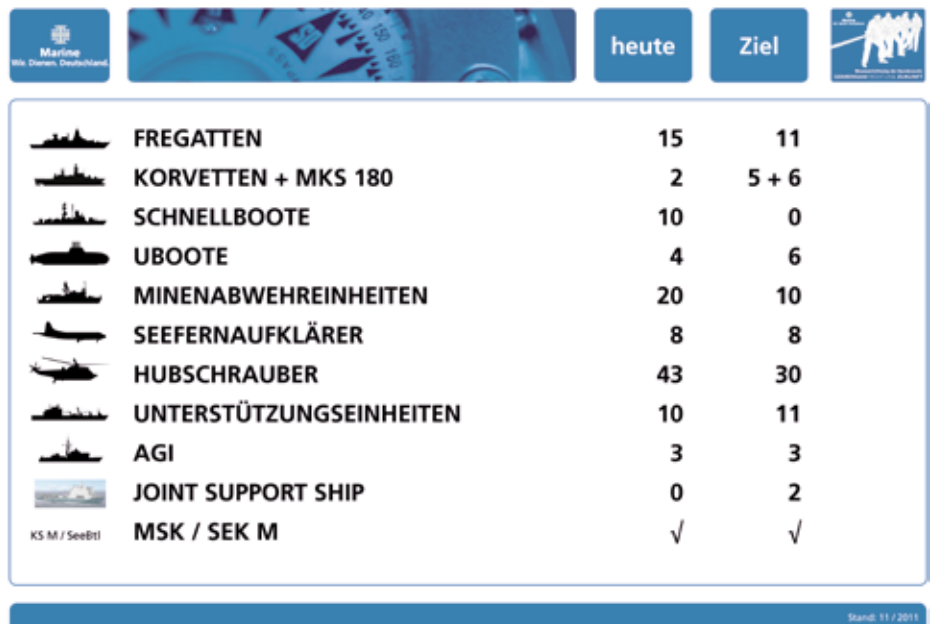 Marine
Wir. Dienen. Deutschland.
heute
Ziel
FREGATTEN 15 11
KORVETTEN + MKS 180 2 5 + 6
SCHNELLBOOTE 10 0
UBOOTE 4 6
MINENABWEHREINHEITEN 20 10
SEEFERNAUFKLÄRER 8 8
HUBSCHRAUBER 43 30
UNTERSTÜTZUNGSEINHEITEN 10 11
AGI 3 3
JOINT SUPPORT SHIP 0 2
KS M / SeeBtl MSK / SEK M √ √
Stand: 11 / 2011